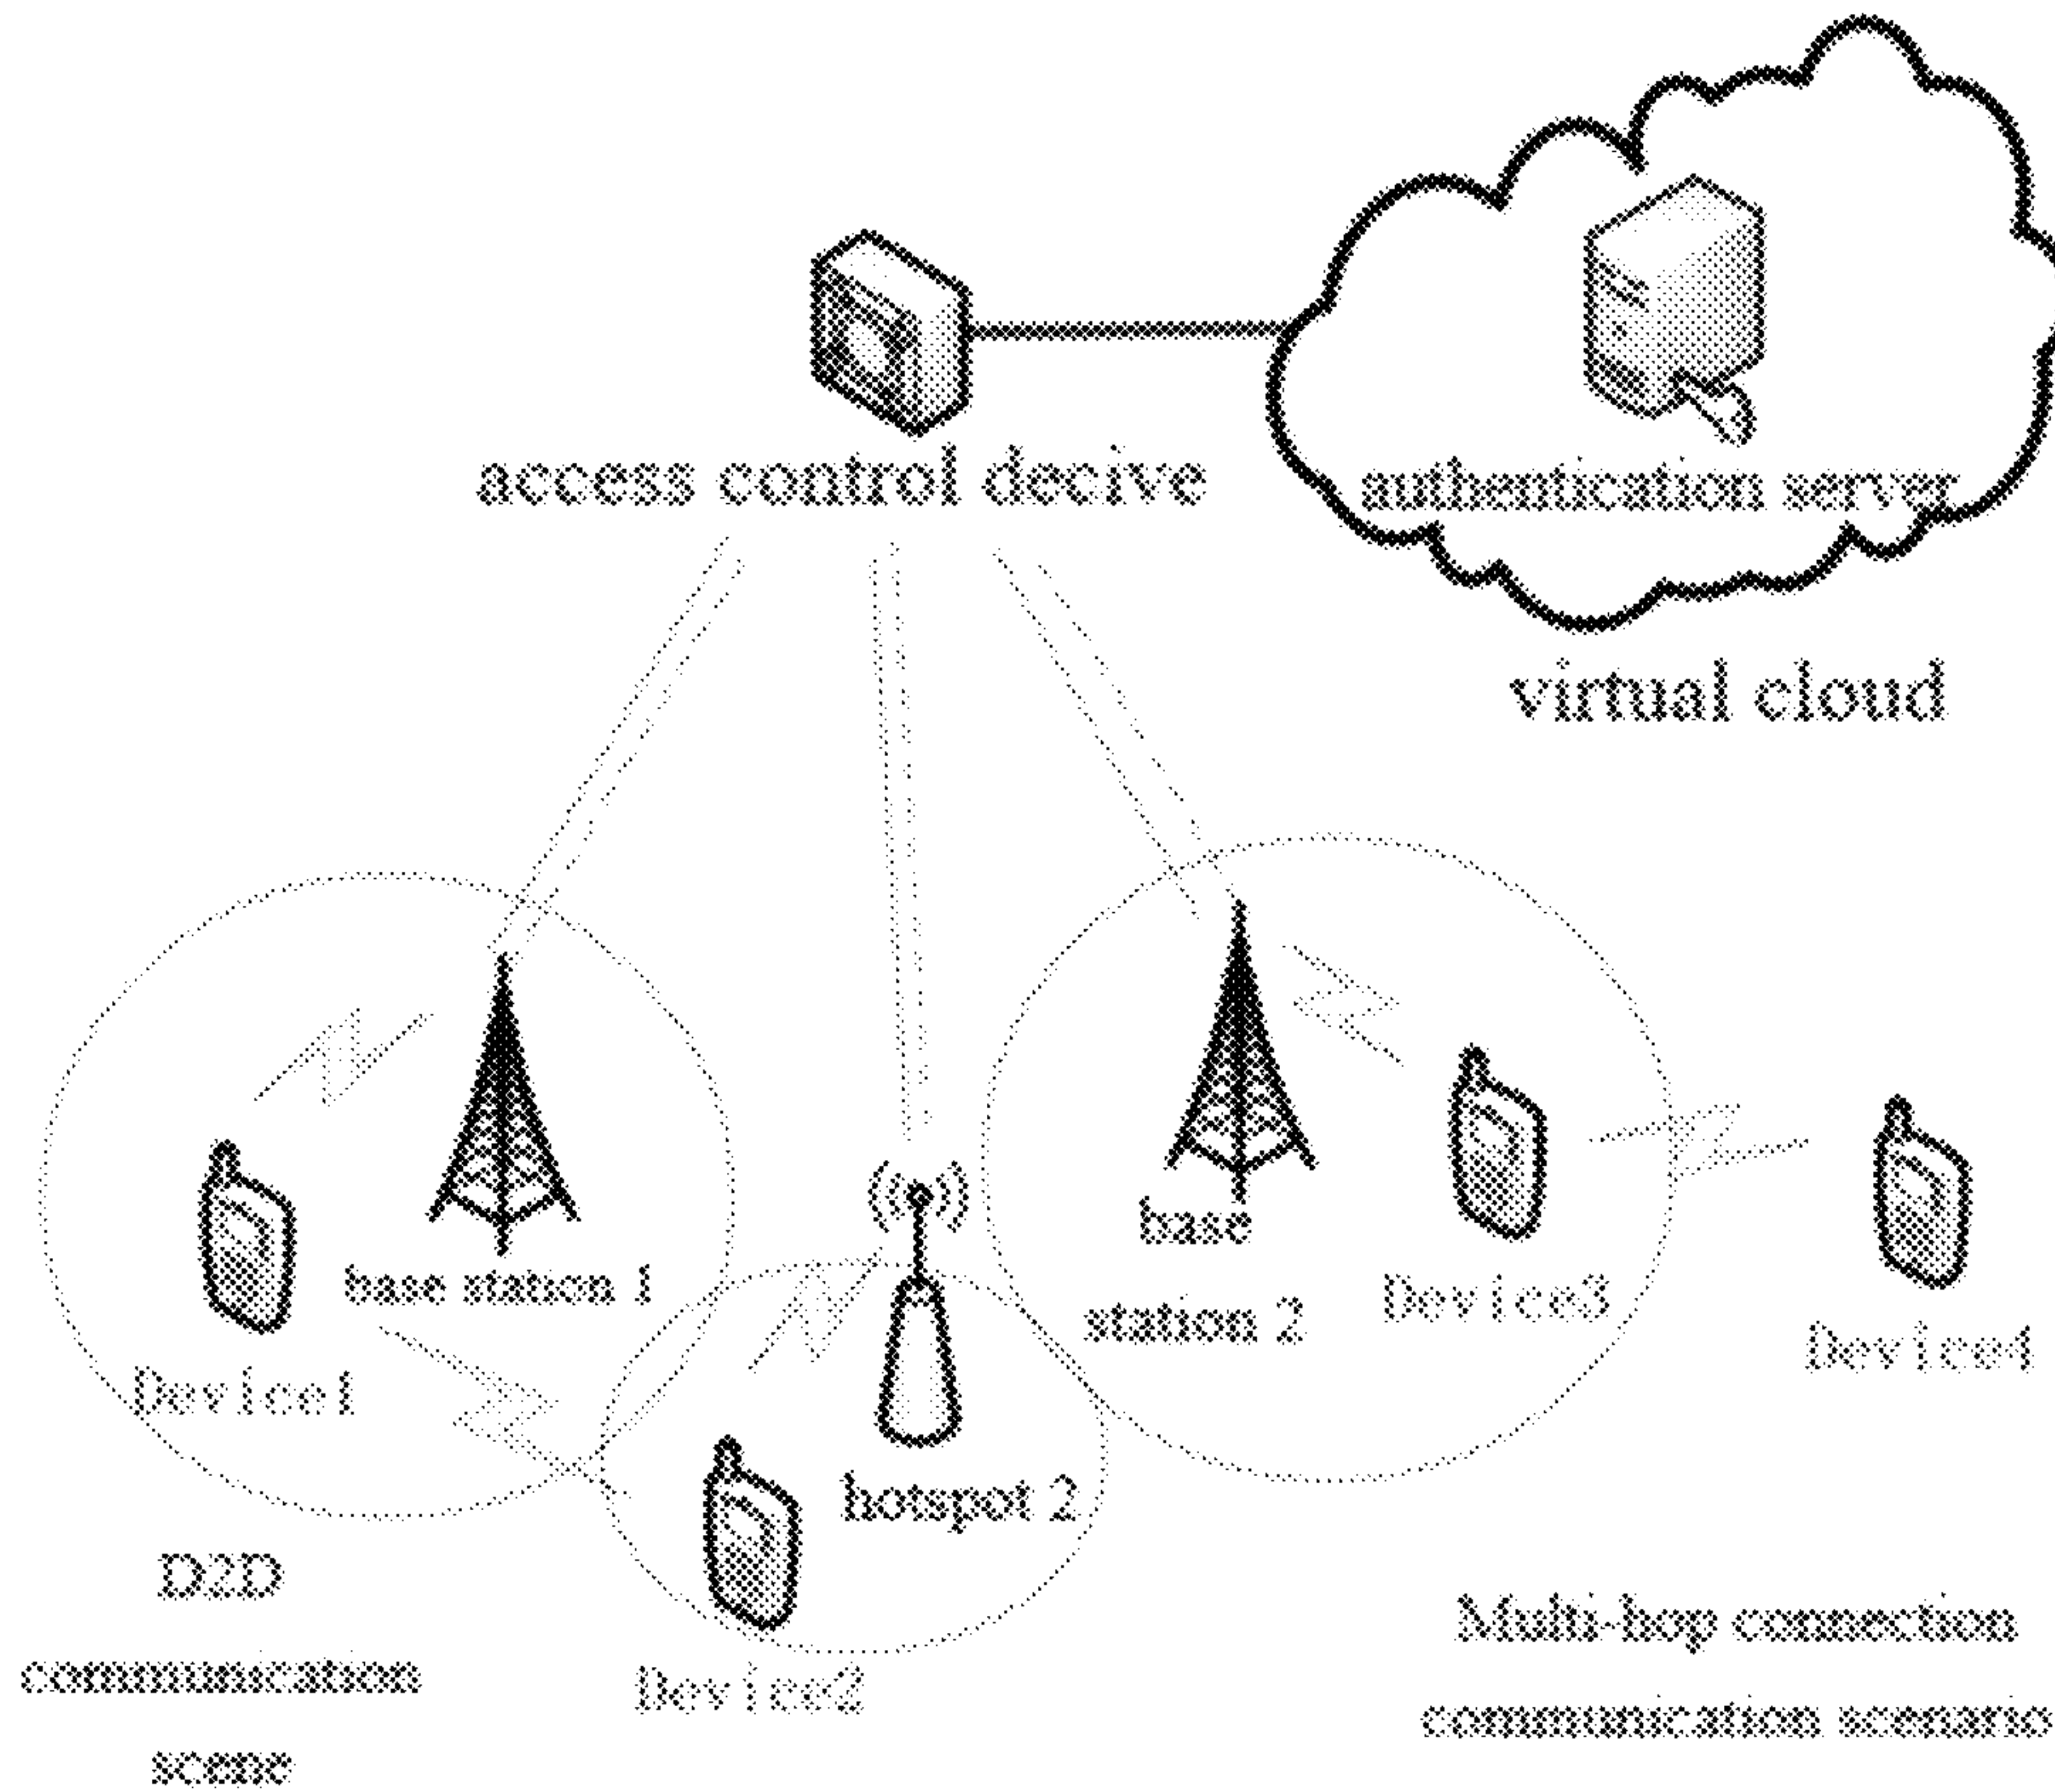 access control decive
authentication server
virtual cloud
base station 1
base
station 2
Device3
Device4
Device1
hotspot 2
Device2
D2D
communication
scene
Multi-hop connection
communication scenario